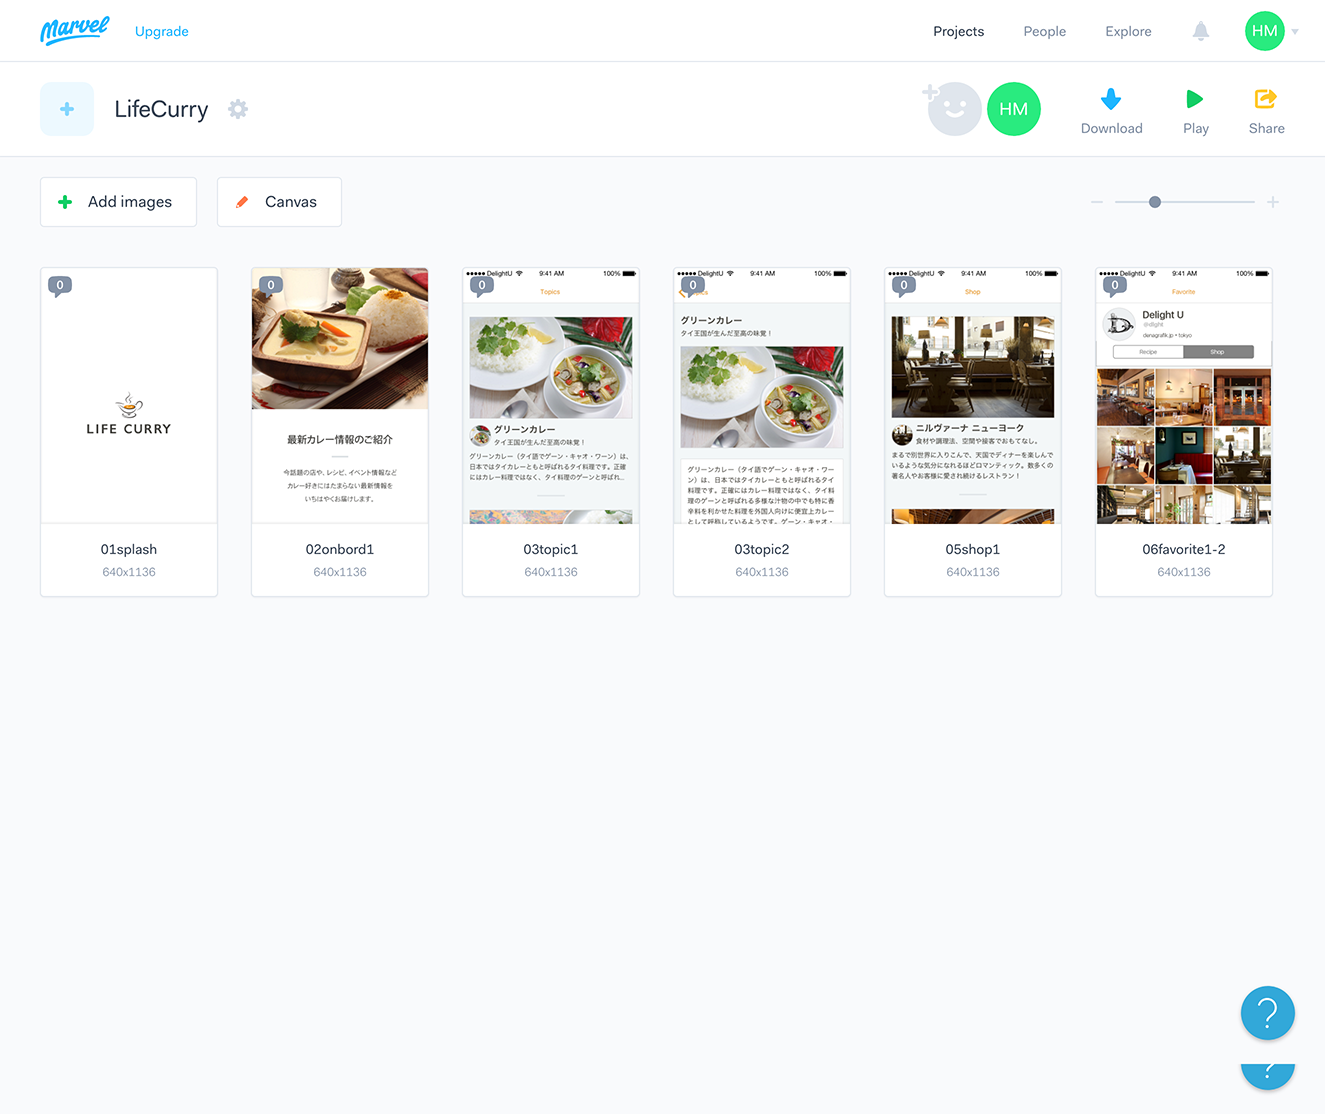 Marvel
Upgrade
Projects
People
Explore
HM
LifeCurry
HM
Download
Play
Share
Add images
Canvas
0
LIFE CURRY
01splash
640x1136
0
最新カレー情報のご紹介
今話題の店や、レシピ、イベント情報など
カレー好きにはたまらない最新情報を
いちはやくお届けします。
02onbord1
640x1136
DelightU
9:41 AM
100%
0
Topics
グリーンカレー
タイ王国が生んだ至高の味覚！
グリーンカレー（タイ語でゲーン・キャオ・ワーン）は、
日本ではタイカレーともと呼ばれるタイ料理です。正確
にはカレー料理ではなく、タイ料理のゲーンと呼ばれ...
03topic1
640x1136
DelightU
9:41 AM
100%
0
グリーンカレー
タイ王国が生んだ至高の味覚！
グリーンカレー（タイ語でゲーン・キャオ・ワー
ン）は、日本ではタイカレーともと呼ばれるタイ
料理です。正確にはカレー料理ではなく、タイ料
理のゲーンと呼ばれる多様な汁物の中でも特に香
辛料を利かせた料理を外国人向けに便宜上カレー
として呼称しているようです。ゲーン・キャオ・
03topic2
640x1136
DelightU
9:41 AM
100%
0
Shop
ニルヴァーナ ニューヨーク
食材や調理法、空間や接客でおもてなし。
まるで別世界に入りこんで、天国でディナーを楽しんで
いるような気分になれるほどロマンティック。数多くの
著名人やお客様に愛され続けるレストラン！
05shop1
640x1136
DelightU
9:41 AM
100%
0
Favorite
Delight U
@dlight
denagrafik.jp • tokyo
Recipe
Shop
06favorite1-2
640x1136
?
?